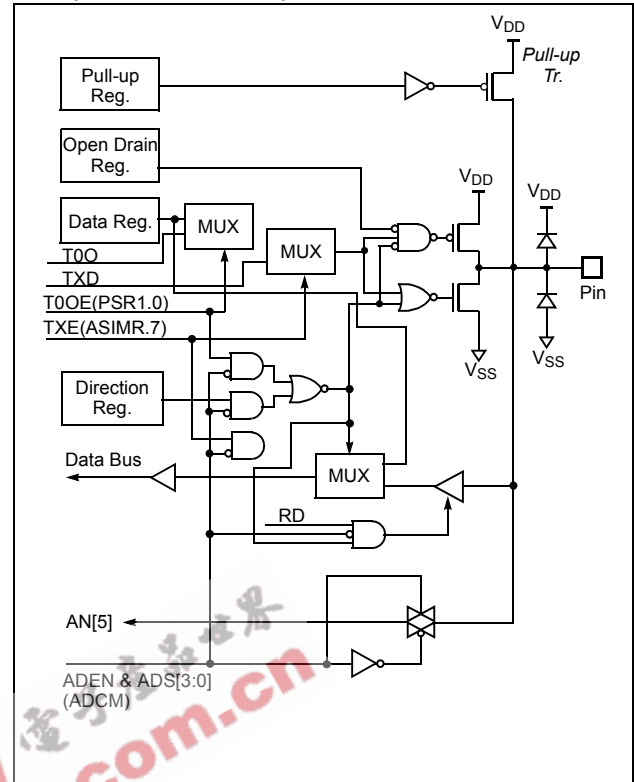 VDD
Pull-up
Tr.
Pull-up
Reg.
Open Drain
Reg.
VDD
VDD
Data Reg.
MUX
MUX
T0O
TXD
Pin
T0OE(PSR1.0)
TXE(ASIMR.7)
VSS
VSS
Direction
Reg.
Data Bus
MUX
RD
AN[5]
ADEN & ADS[3:0]
(ADCM)
com.cn